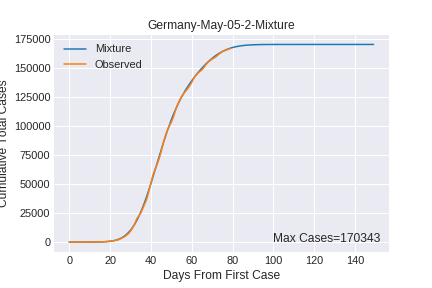 Germany-May-05-2-Mixture
Mixture
Observed
175000
150000
125000
100000
75000
50000
25000
0
Cumulative Total Cases
Max Cases=170343
0 20 40 60 80 100 120 140
Days From First Case